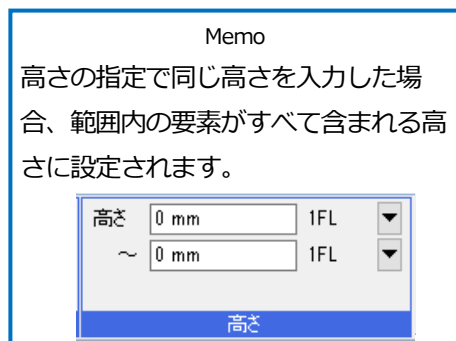 Memo
高さの指定で同じ高さを入力した場
合、範囲内の要素がすべて含まれる高
さに設定されます。
高さ 0 mm 1FL
～ 0 mm 1FL
高さ